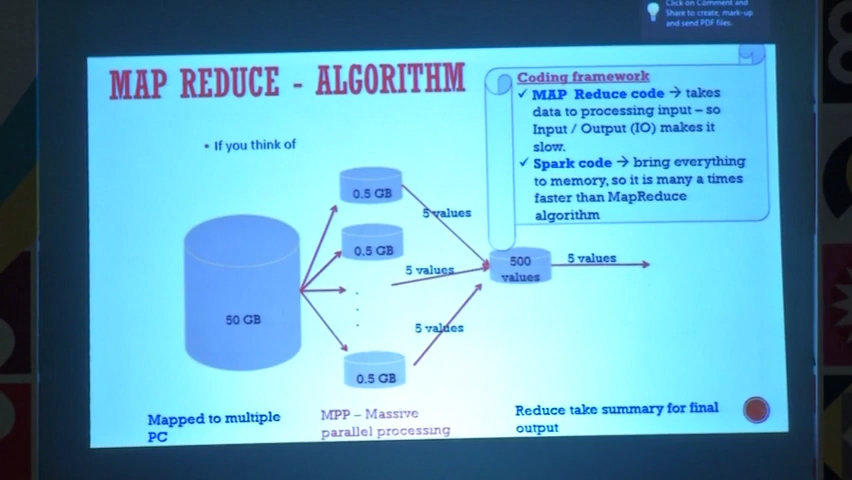 Click on Comment and
Share to create, mark-up
and send PDF files.
MAP REDUCE - ALGORITHM
• If you think of
Coding framework
✓ MAP Reduce code → takes
data to processing input – so
Input / Output (IO) makes it
slow.
✓ Spark code → bring everything
to memory, so it is many a times
faster than MapReduce
algorithm
50 GB
0.5 GB
0.5 GB
.
.
.
0.5 GB
5 values
5 values
5 values
500
values
5 values
Mapped to multiple
PC
MPP – Massive
parallel processing
Reduce take summary for final
output